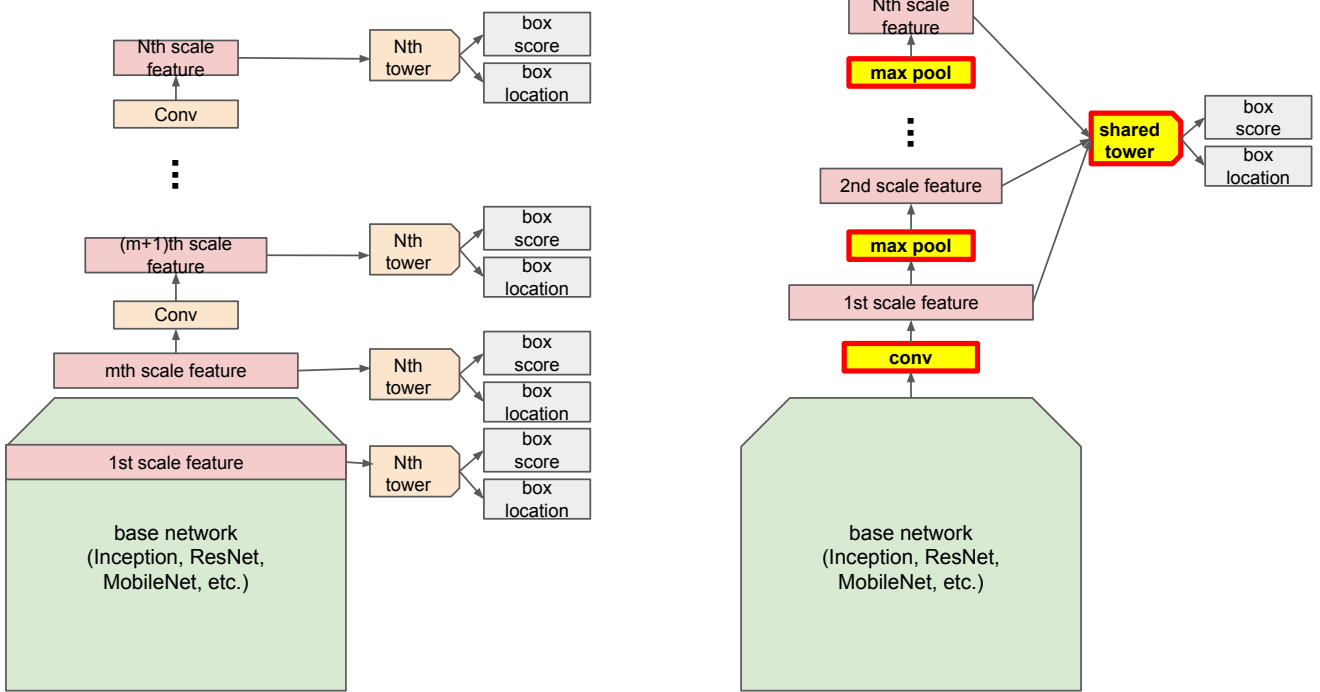 Nth scale
feature
Conv
Nth
tower
box
score
box
location
(m+1)th scale
feature
Conv
Nth
tower
box
score
box
location
mth scale feature
Nth
tower
box
score
box
location
1st scale feature
Nth
tower
box
score
box
location
base network
(Inception, ResNet,
MobileNet, etc.)
Nth scale
feature
max pool
2nd scale feature
max pool
1st scale feature
conv
shared
tower
box
score
box
location
base network
(Inception, ResNet,
MobileNet, etc.)